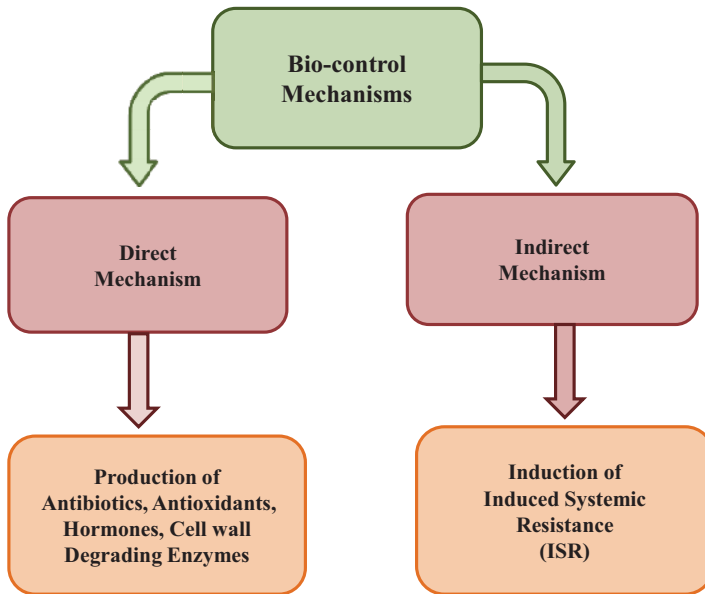 Bio-control
Mechanisms
Direct
Mechanism
Indirect
Mechanism
Production of
Antibiotics, Antioxidants,
Hormones, Cell wall
Degrading Enzymes
Induction of
Induced Systemic
Resistance
(ISR)